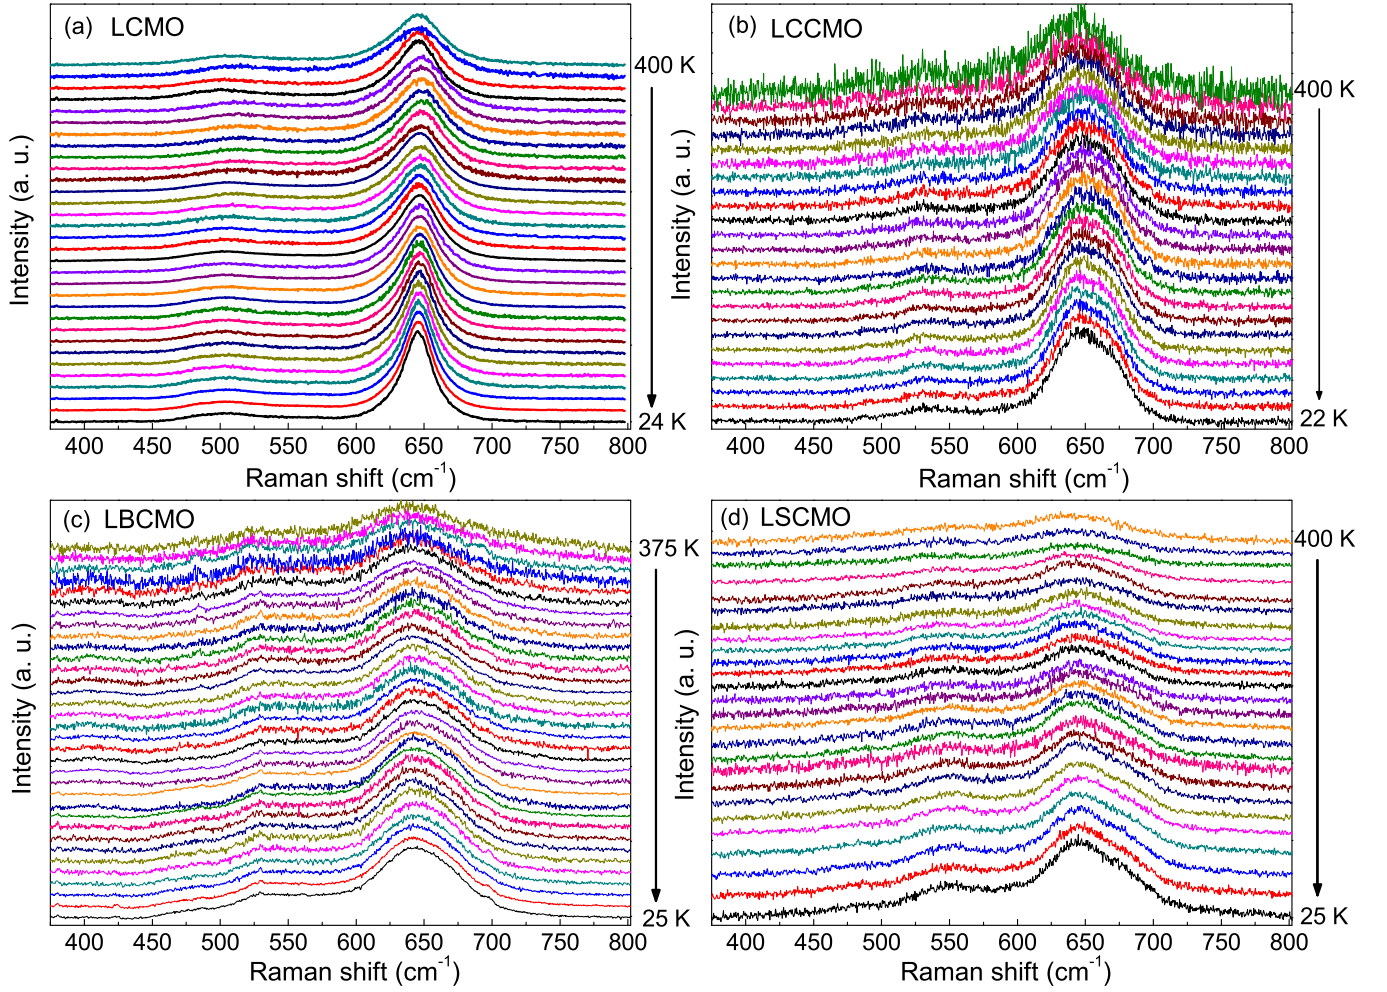 (a) LCMO
400 K
24 K
Intensity (a. u.)
400 450 500 550 600 650 700 750 800
Raman shift (cm-1)
(b) LCCMO
400 K
22 K
Intensity (a. u.)
400 450 500 550 600 650 700 750 800
Raman shift (cm-1)
(c) LBCMO
375 K
25 K
Intensity (a. u.)
400 450 500 550 600 650 700 750 800
Raman shift (cm-1)
(d) LSCMO
400 K
25 K
Intensity (a. u.)
400 450 500 550 600 650 700 750 800
Raman shift (cm-1)